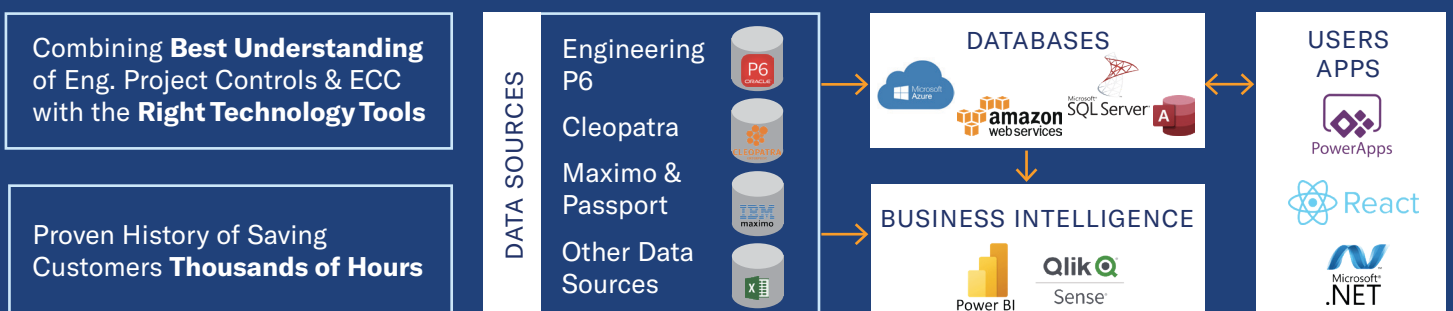 Combining Best Understanding
of Eng. Project Controls & ECC
with the Right Technology Tools
Proven History of Saving
Customers Thousands of Hours
DATA SOURCES
Engineering
P6
P6
ORACLE
Cleopatra
CLEOPATRA
Maximo &
Passport
IBM
maximo
Other Data
Sources
X
DATABASES
Microsoft
Azure
amazon
webservices
Microsoft
SQL Server
A
BUSINESS INTELLIGENCE
Power BI
Qlik Q
Sense
USERS
APPS
PowerApps
React
Microsoft
.NET